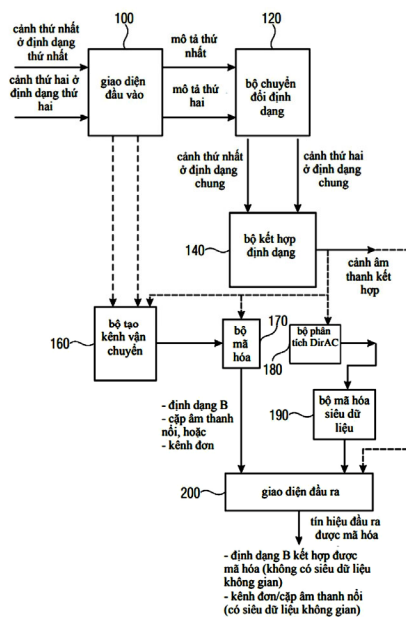 100
120
cảnh thứ nhất
ở định dạng
thứ nhất
cảnh thứ hai ở
định dạng thứ
hai
giao diện
đầu vào
mô tả thứ
nhất
mô tả thứ
hai
bộ chuyển
đổi định
dạng
cảnh thứ nhất
ở định dạng
chung
cảnh thứ hai
ở định dạng
chung
140
bộ kết hợp
định dạng
cảnh âm
thanh kết
hợp
160
bộ tạo
kênh vận
chuyển
170
bộ
mã
hóa
180
bộ phân
tích DirAC
190
bộ mã hóa
siêu dữ
liệu
- định dạng B
- cặp âm thanh
nổi, hoặc
- kênh đơn
200
giao diện đầu ra
tín hiệu đầu ra
được mã hóa
- định dạng B kết hợp được
mã hóa (không có siêu dữ liệu
không gian)
- kênh đơn/cặp âm thanh nổi
(có siêu dữ liệu không gian)